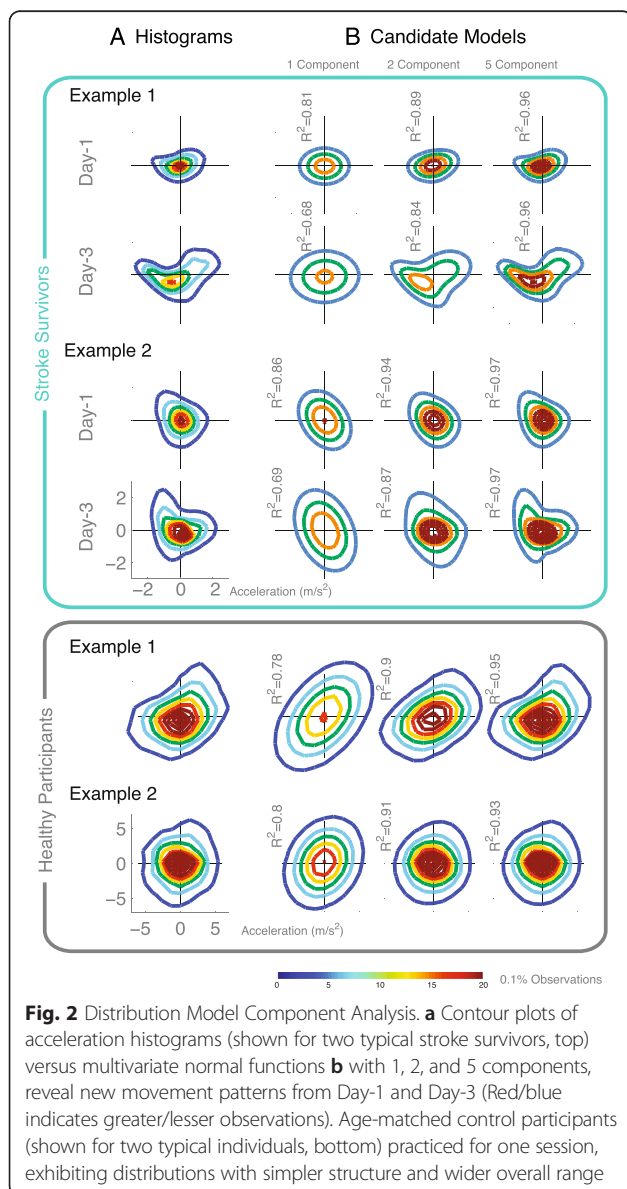 A Histograms
B Candidate Models
1 Component
2 Component
5 Component
Stroke Survivors
Example 1
Day-1
R²=0.81
R²=0.89
R²=0.96
Day-3
R²=0.68
R²=0.84
R²=0.96
Example 2
Day-1
R²=0.86
R²=0.94
R²=0.97
Day-3
2
0
−2
−2 0 2
Acceleration (m/s²)
R²=0.69
R²=0.87
R²=0.97
Healthy Participants
Example 1
R²=0.78
R²=0.9
R²=0.95
Example 2
5
0
−5
−5 0 5
Acceleration (m/s²)
R²=0.8
R²=0.91
R²=0.93
0 5 10 15 20
0.1% Observations
Fig. 2 Distribution Model Component Analysis. a Contour plots of
acceleration histograms (shown for two typical stroke survivors, top)
versus multivariate normal functions b with 1, 2, and 5 components,
reveal new movement patterns from Day-1 and Day-3 (Red/blue
indicates greater/lesser observations). Age-matched control participants
(shown for two typical individuals, bottom) practiced for one session,
exhibiting distributions with simpler structure and wider overall range